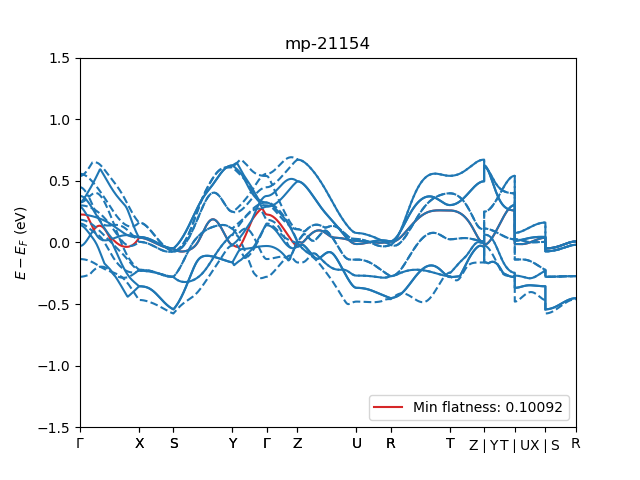 mp-21154
E − E_F (eV)
1.5
1.0
0.5
0.0
−0.5
−1.0
−1.5
Min flatness: 0.10092
Γ X S Y Γ Z U R T Z | Y T | U X | S R